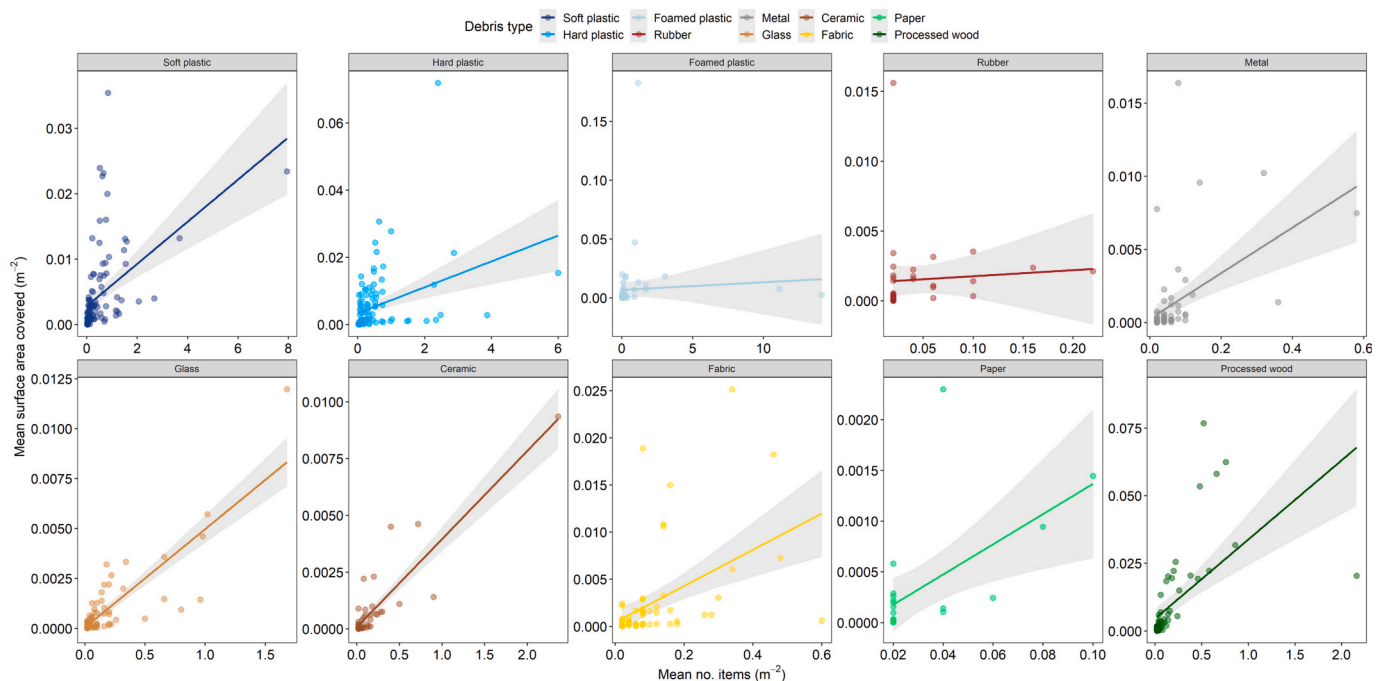 Debris type
Soft plastic Foamed plastic Metal Ceramic Paper
Hard plastic Rubber Glass Fabric Processed wood
Soft plastic Hard plastic Foamed plastic Rubber Metal
0.03
0.02
0.01
0.00
0 2 4 6 8
0.06
0.04
0.02
0.00
0 2 4 6
0.15
0.10
0.05
0.00
0 5 10
0.015
0.010
0.005
0.000
0.05 0.10 0.15 0.20
0.015
0.010
0.005
0.000
0.0 0.2 0.4 0.6
Mean surface area covered (m⁻²)
Glass Ceramic Fabric Paper Processed wood
0.0125
0.0100
0.0075
0.0050
0.0025
0.0000
0.0 0.5 1.0 1.5
0.0100
0.0075
0.0050
0.0025
0.0000
0.0 0.5 1.0 1.5 2.0
0.025
0.020
0.015
0.010
0.005
0.000
0.0 0.2 0.4 0.6
0.0020
0.0015
0.0010
0.0005
0.0000
0.02 0.04 0.06 0.08 0.10
0.075
0.050
0.025
0.000
0.0 0.5 1.0 1.5 2.0
Mean no. items (m⁻²)